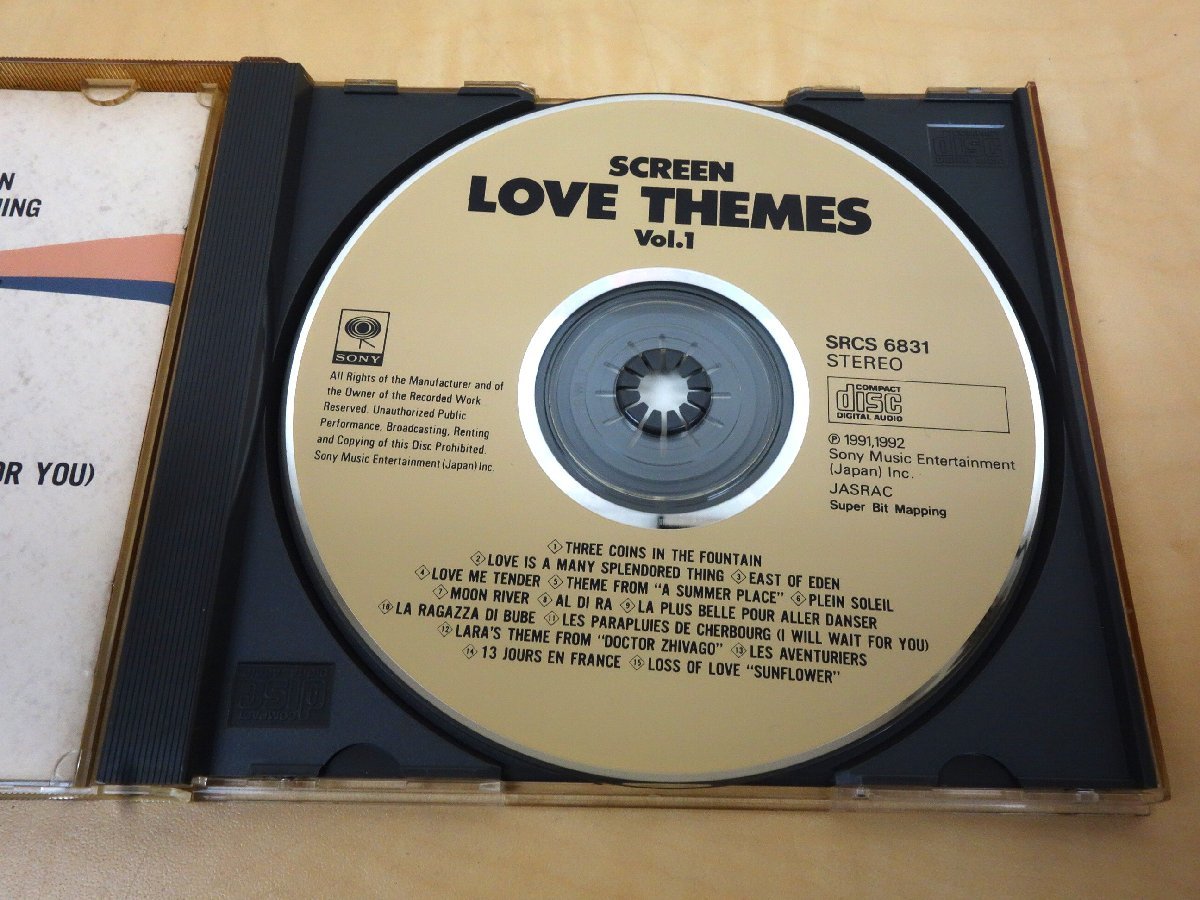 N
HING
OR YOU)
SCREEN
LOVE THEMES
Vol.1
SONY
All Rights of the Manufacturer and of
the Owner of the Recorded Work
Reserved. Unauthorized Public
Performance, Broadcasting, Renting
and Copying of this Disc Prohibited.
Sony Music Entertainment (Japan) Inc.
SRCS 6831
STEREO
COMPACT
disc
DIGITAL AUDIO
Ⓟ 1991,1992
Sony Music Entertainment
(Japan) Inc.
JASRAC
Super Bit Mapping
1 THREE COINS IN THE FOUNTAIN
2 LOVE IS A MANY SPLENDORED THING 3 EAST OF EDEN
4 LOVE ME TENDER 5 THEME FROM "A SUMMER PLACE" 6 PLEIN SOLEIL
7 MOON RIVER 8 AL DI RA 9 LA PLUS BELLE POUR ALLER DANSER
10 LA RAGAZZA DI BUBE 11 LES PARAPLUIES DE CHERBOURG (I WILL WAIT FOR YOU)
12 LARA'S THEME FROM "DOCTOR ZHIVAGO" 13 LES AVENTURIERS
14 13 JOURS EN FRANCE 15 LOSS OF LOVE "SUNFLOWER"
disc
disc